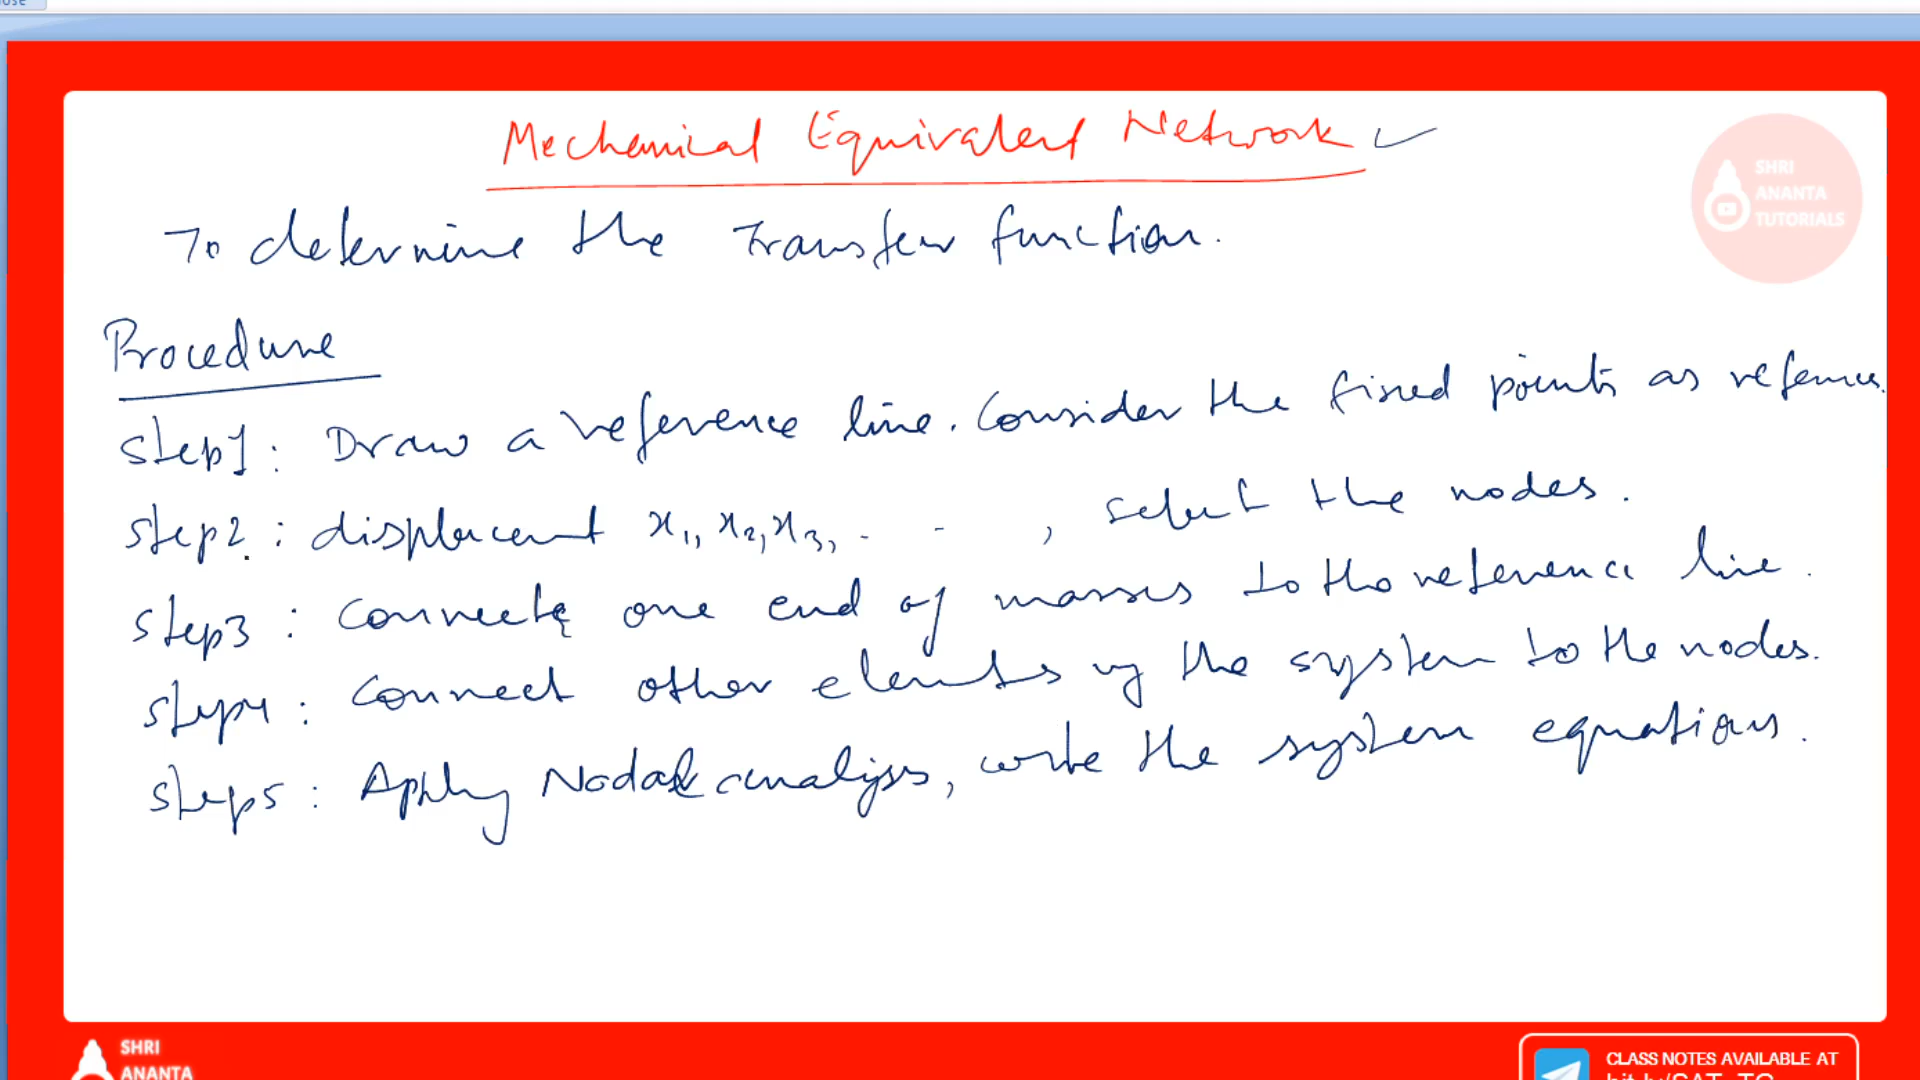 Mechanical Equivalent Network
SHRI
ANANTA
TUTORIALS
To determine the Transfer function.
Procedure
Step1: Draw a reference line. Consider the fixed points as reference.
Step2: displacement x1, x2, x3, - - , select the nodes.
Step3: Connect one end of masses to the reference line.
Step4: Connect other elements of the system to the nodes.
Step5: Apply Nodal analysis, write the system equations.
SHRI
ANANTA
CLASS NOTES AVAILABLE AT